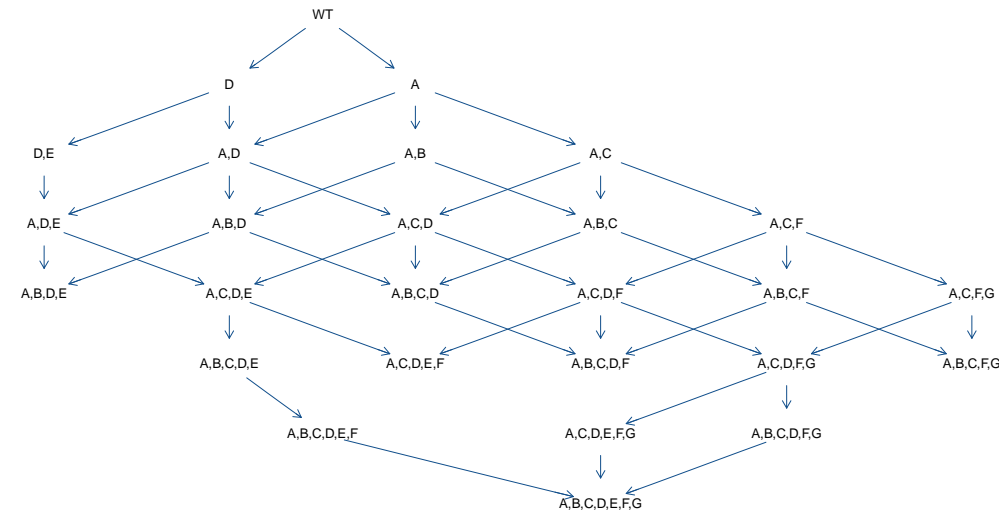 WT
D
A
D,E
A,D
A,B
A,C
A,D,E
A,B,D
A,C,D
A,B,C
A,C,F
A,B,D,E
A,C,D,E
A,B,C,D
A,C,D,F
A,B,C,F
A,C,F,G
A,B,C,D,E
A,C,D,E,F
A,B,C,D,F
A,C,D,F,G
A,B,C,F,G
A,B,C,D,E,F
A,C,D,E,F,G
A,B,C,D,F,G
A,B,C,D,E,F,G